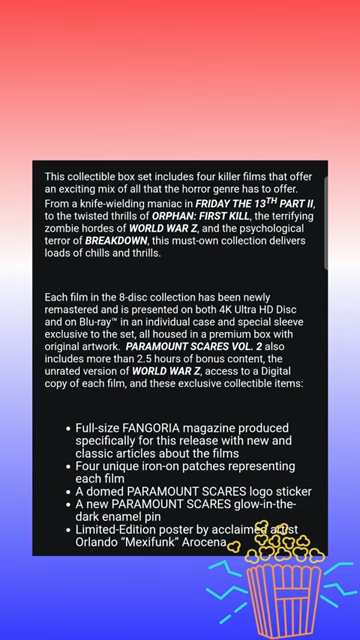 This collectible box set includes four killer films that offer
an exciting mix of all that the horror genre has to offer.
From a knife-wielding maniac in FRIDAY THE 13TH PART II,
to the twisted thrills of ORPHAN: FIRST KILL, the terrifying
zombie hordes of WORLD WAR Z, and the psychological
terror of BREAKDOWN, this must-own collection delivers
loads of chills and thrills.
Each film in the 8-disc collection has been newly
remastered and is presented on both 4K Ultra HD Disc
and on Blu-ray™ in an individual case and special sleeve
exclusive to the set, all housed in a premium box with
original artwork. PARAMOUNT SCARES VOL. 2 also
includes more than 2.5 hours of bonus content, the
unrated version of WORLD WAR Z, access to a Digital
copy of each film, and these exclusive collectible items:
• Full-size FANGORIA magazine produced
specifically for this release with new and
classic articles about the films
• Four unique iron-on patches representing
each film
• A domed PARAMOUNT SCARES logo sticker
• A new PARAMOUNT SCARES glow-in-the-
dark enamel pin
• Limited-Edition poster by acclaimed artist
Orlando “Mexifunk” Arocena